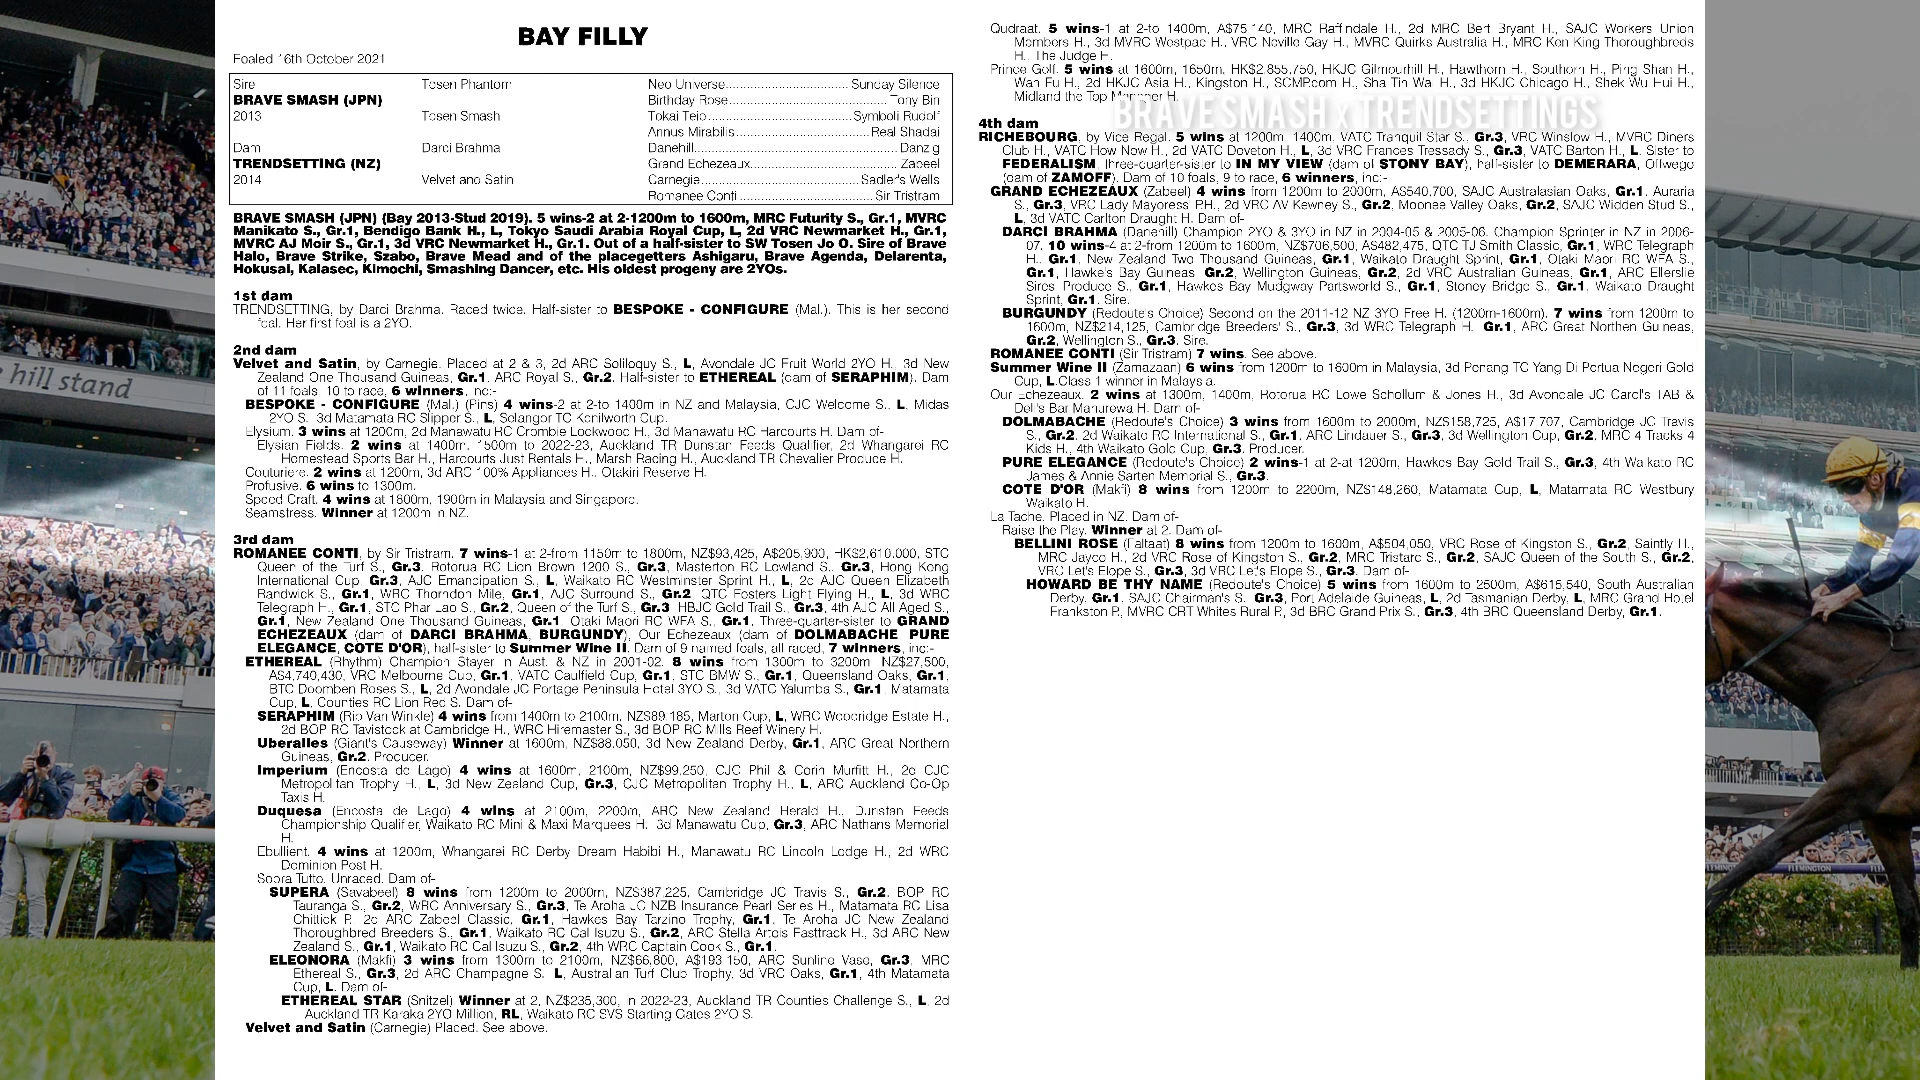 BAY FILLY
Foaled 16th October 2021
Sire Tosen Phantom Neo Universe Sunday Silence
BRAVE SMASH (JPN) Birthday Rose Tony Bin
2013 Tosen Smash Tokai Teio Symboli Rudolf
Annus Mirabilis Real Shadai
Dam Darci Brahma Danehill Danzig
TRENDSETTING (NZ) Grand Echezeaux Zabeel
2014 Velvet and Satin Carnegie Sadler's Wells
Romanee Conti Sir Tristram
BRAVE SMASH (JPN) (Bay 2013-Stud 2019). 5 wins-2 at 2-1200m to 1600m, MRC Futurity S., Gr.1, MVRC
Manikato S., Gr.1, Bendigo Bank H., L, Tokyo Saudi Arabia Royal Cup, L, 2d VRC Newmarket H., Gr.1,
MVRC AJ Moir S., Gr.1, 3d VRC Newmarket H., Gr.1. Out of a half-sister to SW Tosen Jo O. Sire of Brave
Halo, Brave Strike, Szabo, Brave Mead and of the placegetters Ashigaru, Brave Agenda, Delarenta,
Hokusai, Kalasec, Kimochi, Smashing Dancer, etc. His oldest progeny are 2YOs.
1st dam
TRENDSETTING, by Darci Brahma. Raced twice. Half-sister to BESPOKE - CONFIGURE (Mal.). This is her second
foal. Her first foal is a 2YO.
2nd dam
Velvet and Satin, by Carnegie. Placed at 2 & 3, 2d ARC Soliloquy S., L, Avondale JC Fruit World 2YO H., 3d New
Zealand One Thousand Guineas, Gr.1, ARC Royal S., Gr.2. Half-sister to ETHEREAL (dam of SERAPHIM). Dam
of 11 foals, 10 to race, 6 winners, inc:-
BESPOKE - CONFIGURE (Mal.) (Pins) 4 wins-2 at 2-to 1400m in NZ and Malaysia, CJC Welcome S., L, Midas
2YO S., 3d Matamata RC Slipper S., L, Selangor TC Kenilworth Cup.
Elysium. 3 wins at 1200m, 2d Manawatu RC Crombie Lockwood H., 3d Manawatu RC Harcourts H. Dam of-
Elysian Fields. 2 wins at 1400m, 1500m to 2022-23, Auckland TR Dunstan Feeds Qualifier, 2d Whangarei RC
Homestead Sports Bar H., Harcourts Just Rentals H., Marsh Racing H., Auckland TR Chevalier Produce H.
Couturiere. 2 wins at 1200m, 3d ARC 100% Appliances H., Otakiri Reserve H.
Profusive. 6 wins to 1300m.
Speed Craft. 4 wins at 1800m, 1900m in Malaysia and Singapore.
Seamstress. Winner at 1200m in NZ.
3rd dam
ROMANEE CONTI, by Sir Tristram. 7 wins-1 at 2-from 1150m to 1800m, NZ$93,425, A$205,900, HK$2,610,000, STC
Queen of the Turf S., Gr.3, Rotorua RC Lion Brown 1200 S., Gr.3, Masterton RC Lowland S., Gr.3, Hong Kong
International Cup, Gr.3, AJC Emancipation S., L, Waikato RC Westminster Sprint H., L, 2d AJC Queen Elizabeth
Randwick S., Gr.1, WRC Thorndon Mile, Gr.1, AJC Surround S., Gr.2, QTC Fosters Light Flying H., L, 3d WRC
Telegraph H., Gr.1, STC Phar Lap S., Gr.2, Queen of the Turf S., Gr.3, HBJC Gold Trail S., Gr.3, 4th AJC All Aged S.,
Gr.1, New Zealand One Thousand Guineas, Gr.1, Otaki Maori RC WFA S., Gr.1. Three-quarter-sister to GRAND
ECHEZEAUX (dam of DARCI BRAHMA, BURGUNDY), Our Echezeaux (dam of DOLMABACHE, PURE
ELEGANCE, COTE D'OR), half-sister to Summer Wine II. Dam of 9 named foals, all raced, 7 winners, inc:-
ETHEREAL (Rhythm) Champion Stayer in Aust. & NZ in 2001-02. 8 wins from 1300m to 3200m, NZ$27,500,
A$4,740,430, VRC Melbourne Cup, Gr.1, VATC Caulfield Cup, Gr.1, STC BMW S., Gr.1, Queensland Oaks, Gr.1,
BTC Doomben Roses S., L, 2d Avondale JC Portage Peninsula Hotel 3YO S., 3d VATC Yalumba S., Gr.1, Matamata
Cup, L, Counties RC Lion Red S. Dam of-
SERAPHIM (Rip Van Winkle) 4 wins from 1400m to 2100m, NZ$89,185, Marton Cup, L, WRC Woodridge Estate H.,
2d BOP RC Tavistock at Cambridge H., WRC Hiremaster S., 3d BOP RC Mills Reef Winery H.
Uberalles (Giant's Causeway) Winner at 1600m, NZ$88,050, 3d New Zealand Derby, Gr.1, ARC Great Northern
Guineas, Gr.2. Producer.
Imperium (Encosta de Lago) 4 wins at 1600m, 2100m, NZ$99,250, CJC Phil & Corin Murfitt H., 2d CJC
Metropolitan Trophy H., L, 3d New Zealand Cup, Gr.3, CJC Metropolitan Trophy H., L, ARC Auckland Co-Op
Taxis H.
Duquesa (Encosta de Lago) 4 wins at 2100m, 2200m, ARC New Zealand Herald H., Dunstan Feeds
Championship Qualifier, Waikato RC Mini & Maxi Marquees H., 3d Manawatu Cup, Gr.3, ARC Nathans Memorial
H.
Ebullient. 4 wins at 1200m, Whangarei RC Derby Dream Habibi H., Manawatu RC Lincoln Lodge H., 2d WRC
Dominion Post H.
Sopra Tutto. Unraced. Dam of-
SUPERA (Savabeel) 8 wins from 1200m to 2000m, NZ$387,225, Cambridge JC Travis S., Gr.2, BOP RC
Tauranga S., Gr.2, WRC Anniversary S., Gr.3, Te Aroha JC NZB Insurance Pearl Series H., Matamata RC Lisa
Chittick P., 2d ARC Zabeel Classic, Gr.1, Hawkes Bay Tarzino Trophy, Gr.1, Te Aroha JC New Zealand
Thoroughbred Breeders S., Gr.1, Waikato RC Cal Isuzu S., Gr.2, ARC Stella Artois Fasttrack H., 3d ARC New
Zealand S., Gr.1, Waikato RC Cal Isuzu S., Gr.2, 4th WRC Captain Cook S., Gr.1.
ELEONORA (Makfi) 3 wins from 1300m to 2100m, NZ$66,800, A$193,150, ARC Sunline Vase, Gr.3, MRC
Ethereal S., Gr.3, 2d ARC Champagne S., L, Australian Turf Club Trophy, 3d VRC Oaks, Gr.1, 4th Matamata
Cup, L. Dam of-
ETHEREAL STAR (Snitzel) Winner at 2, NZ$235,300, in 2022-23, Auckland TR Counties Challenge S., L, 2d
Auckland TR Karaka 2YO Million, RL, Waikato RC SVS Starting Gates 2YO S.
Velvet and Satin (Carnegie) Placed. See above.
Qudraat. 5 wins-1 at 2-to 1400m, A$75,140, MRC Raffindale H., 2d MRC Bert Bryant H., SAJC Workers Union
Members H., 3d MVRC Westpac H., VRC Neville Gay H., MVRC Quirks Australia H., MRC Ken King Thoroughbreds
H., The Judge H.
Prince Golf. 5 wins at 1600m, 1650m, HK$2,855,750, HKJC Gilmourhill H., Hawthorn H., Southorn H., Ping Shan H.,
Wah Fu H., 2d HKJC Asia H., Kingston H., SCMP.com H., Sha Tin Wai H., 3d HKJC Chicago H., Shek Wu Hui H.,
Midland the Top Manager H.
BRAVE SMASH x TRENDSETTINGS
4th dam
RICHEBOURG, by Vice Regal. 5 wins at 1200m, 1400m, VATC Tranquil Star S., Gr.3, VRC Winslow H., MVRC Diners
Club H., VATC How Now H., 2d VATC Doveton H., L, 3d VRC Frances Tressady S., Gr.3, VATC Barton H., L. Sister to
FEDERALISM, three-quarter-sister to IN MY VIEW (dam of STONY BAY), half-sister to DEMERARA, Offwego
(dam of ZAMOFF). Dam of 10 foals, 9 to race, 6 winners, inc:-
GRAND ECHEZEAUX (Zabeel) 4 wins from 1200m to 2000m, A$540,700, SAJC Australasian Oaks, Gr.1, Auraria
S., Gr.3, VRC Lady Mayoress' P.H., 2d VRC AV Kewney S., Gr.2, Moonee Valley Oaks, Gr.2, SAJC Widden Stud S.,
L, 3d VATC Carlton Draught H. Dam of-
DARCI BRAHMA (Danehill) Champion 2YO & 3YO in NZ in 2004-05 & 2005-06. Champion Sprinter in NZ in 2006-
07. 10 wins-4 at 2-from 1200m to 1600m, NZ$706,500, A$482,475, QTC TJ Smith Classic, Gr.1, WRC Telegraph
H., Gr.1, New Zealand Two Thousand Guineas, Gr.1, Waikato Draught Sprint, Gr.1, Otaki Maori RC WFA S.,
Gr.1, Hawke's Bay Guineas, Gr.2, Wellington Guineas, Gr.2, 2d VRC Australian Guineas, Gr.1, ARC Ellerslie
Sires' Produce S., Gr.1, Hawkes Bay Mudgway Partsworld S., Gr.1, Stoney Bridge S., Gr.1, Waikato Draught
Sprint, Gr.1. Sire.
BURGUNDY (Redoute's Choice) Second on the 2011-12 NZ 3YO Free H. (1200m-1600m). 7 wins from 1200m to
1600m, NZ$214,125, Cambridge Breeders' S., Gr.3, 3d WRC Telegraph H., Gr.1, ARC Great Northern Guineas,
Gr.2, Wellington S., Gr.3. Sire.
ROMANEE CONTI (Sir Tristram) 7 wins. See above.
Summer Wine II (Zamazaan) 6 wins from 1200m to 1600m in Malaysia, 3d Penang TC Yang Di Pertua Negeri Gold
Cup, L.Class 1 winner in Malaysia.
Our Echezeaux. 2 wins at 1300m, 1400m, Rotorua RC Lowe Schollum & Jones H., 3d Avondale JC Carol's TAB &
Deli's Bar Manurewa H. Dam of-
DOLMABACHE (Redoute's Choice) 3 wins from 1600m to 2000m, NZ$158,725, A$17,707, Cambridge JC Travis
S., Gr.2, 2d Waikato RC International S., Gr.1, ARC Lindauer S., Gr.3, 3d Wellington Cup, Gr.2, MRC 4 Tracks 4
Kids H., 4th Waikato Gold Cup, Gr.3. Producer.
PURE ELEGANCE (Redoute's Choice) 2 wins-1 at 2-at 1200m, Hawkes Bay Gold Trail S., Gr.3, 4th Waikato RC
James & Annie Sarten Memorial S., Gr.3.
COTE D'OR (Makfi) 8 wins from 1200m to 2200m, NZ$148,260, Matamata Cup, L, Matamata RC Westbury
Waikato H.
La Tache. Placed in NZ. Dam of-
Raise the Play. Winner at 2. Dam of-
BELLINI ROSE (Faltaat) 8 wins from 1200m to 1600m, A$504,050, VRC Rose of Kingston S., Gr.2, Saintly H.,
MRC Jayco H., 2d VRC Rose of Kingston S., Gr.2, MRC Tristarc S., Gr.2, SAJC Queen of the South S., Gr.2,
VRC Let's Elope S., Gr.3, 3d VRC Let's Elope S., Gr.3. Dam of-
HOWARD BE THY NAME (Redoute's Choice) 5 wins from 1600m to 2500m, A$615,540, South Australian
Derby, Gr.1, SAJC Chairman's S., Gr.3, Port Adelaide Guineas, L, 2d Tasmanian Derby, L, MRC Grand Hotel
Frankston P., MVRC CRT Whites Rural P., 3d BRC Grand Prix S., Gr.3, 4th BRC Queensland Derby, Gr.1.
hill stand
FLEMINGTON